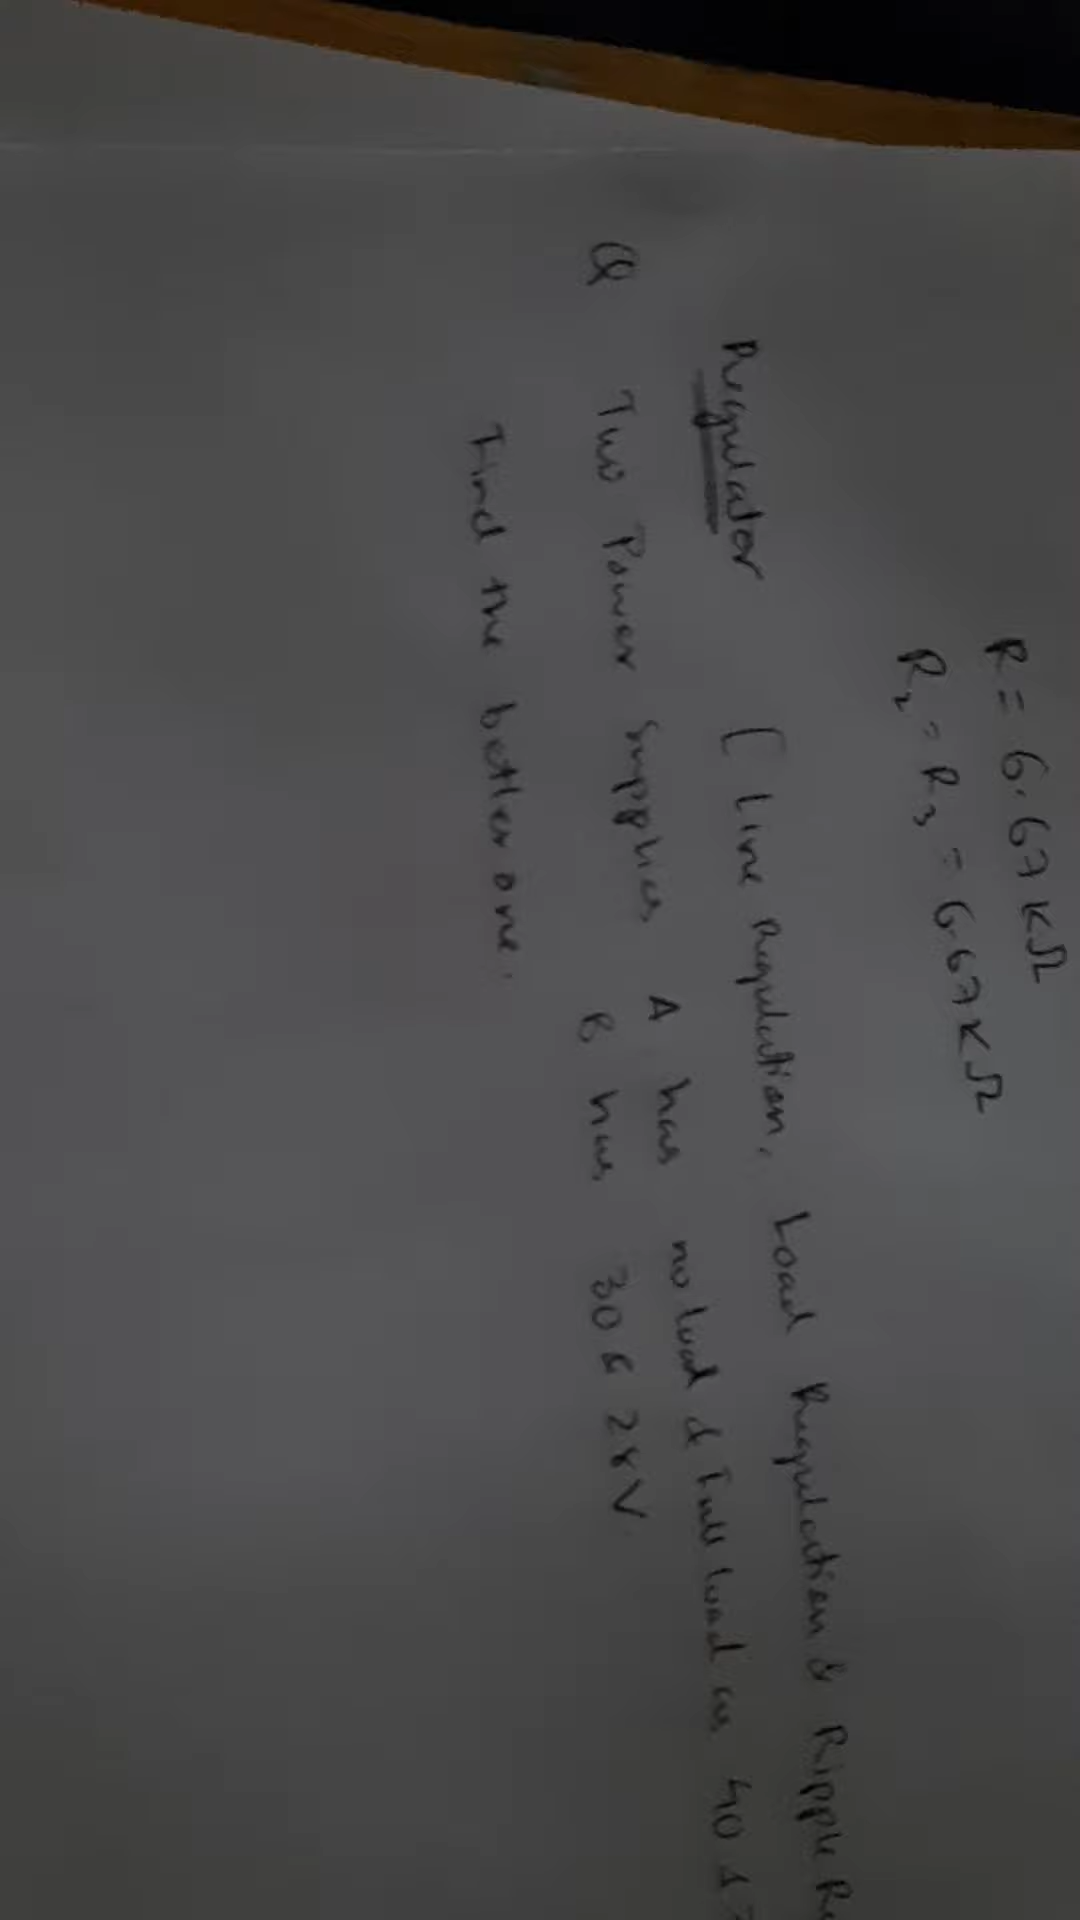 R = 6.67 KΩ
R2 = R3 = 6.67 KΩ
Regulator [ Line Regulation, Load Regulation & Ripple Re
Q Two Power Supplies A has no load & Full load as 40 &
B has 30 & 28V
Find the better one.